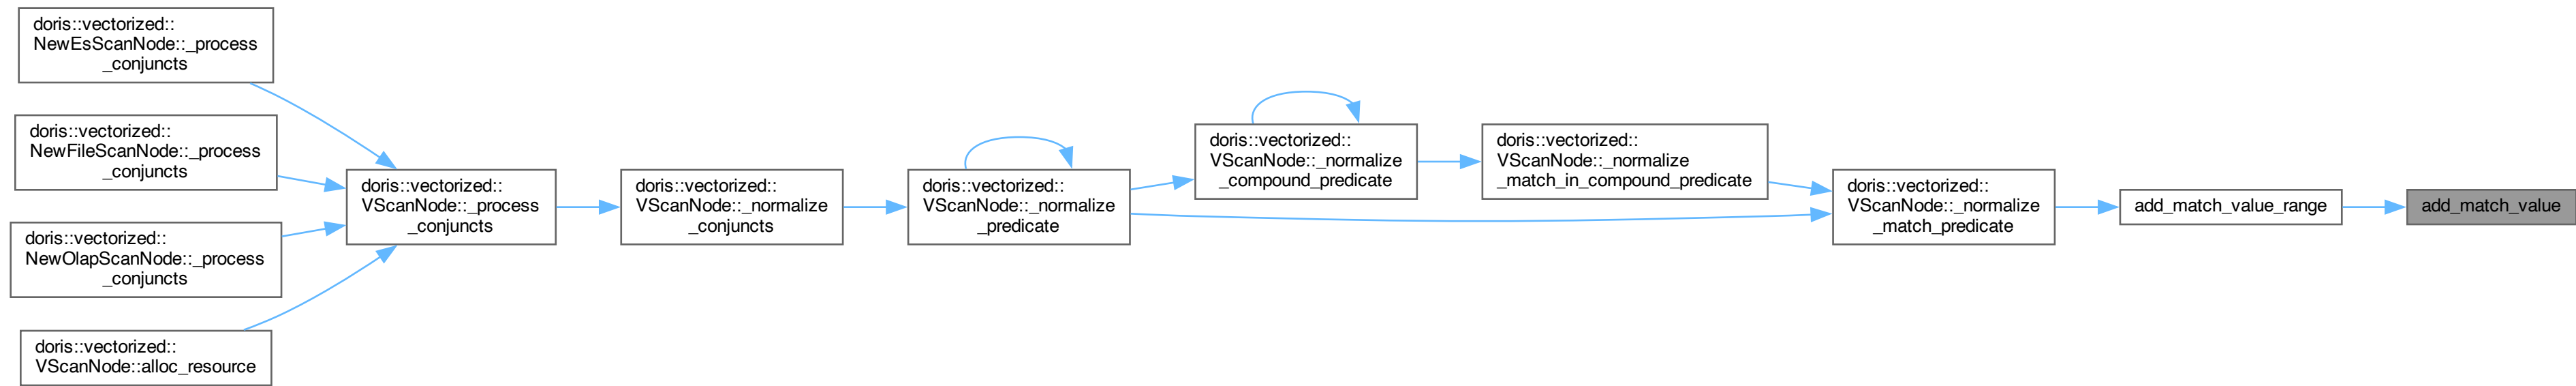 doris::vectorized::
NewEsScanNode::_process
_conjuncts
doris::vectorized::
NewFileScanNode::_process
_conjuncts
doris::vectorized::
NewOlapScanNode::_process
_conjuncts
doris::vectorized::
VScanNode::alloc_resource
doris::vectorized::
VScanNode::_process
_conjuncts
doris::vectorized::
VScanNode::_normalize
_conjuncts
doris::vectorized::
VScanNode::_normalize
_predicate
doris::vectorized::
VScanNode::_normalize
_compound_predicate
doris::vectorized::
VScanNode::_normalize
_match_in_compound_predicate
doris::vectorized::
VScanNode::_normalize
_match_predicate
add_match_value_range
add_match_value